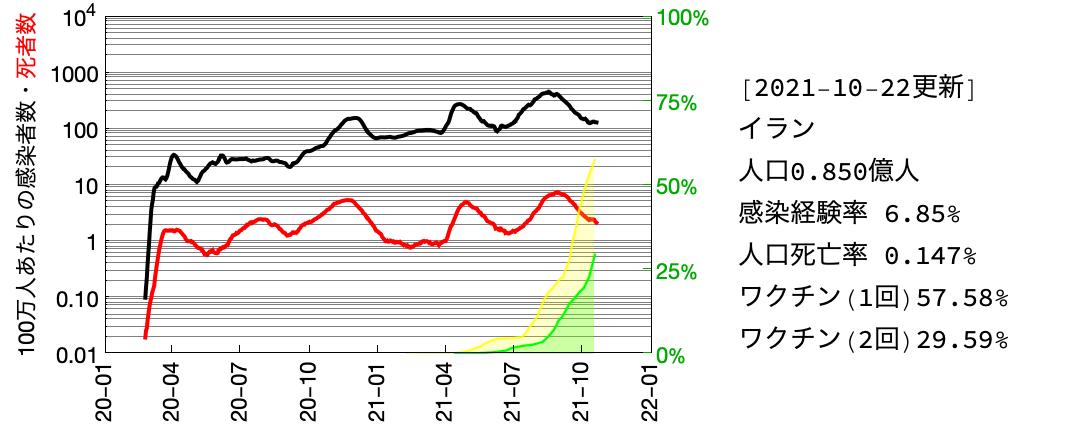 100万人あたりの感染者数・死者数
10^4
1000
100
10
1
0.10
0.01
100%
75%
50%
25%
0%
20-01
20-04
20-07
20-10
21-01
21-04
21-07
21-10
22-01
[2021-10-22更新]
イラン
人口0.850億人
感染経験率 6.85%
人口死亡率 0.147%
ワクチン(1回)57.58%
ワクチン(2回)29.59%